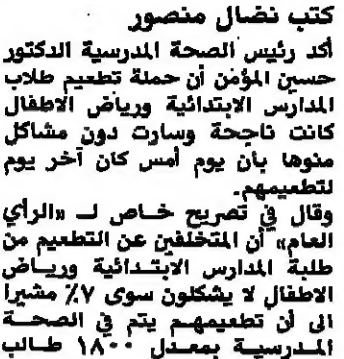 كتب نضال منصور
أكد رئيس الصحة المدرسية الدكتور
حسين المؤمن أن حملة تطعيم طلاب
المدارس الابتدائية ورياض الاطفال
كانت ناجحة وسارت دون مشاكل
منوها بأن يوم أمس كان آخر يوم
لتطعيمهم.
وقال في تصريح خاص لـ «الرأي
العام» أن المتخلفين عن التطعيم من
طلبة المدارس الابتدائية ورياض
الاطفال لا يشكلون سوى ٧٪ مشيرا
الى أن تطعيمهم يتم في الصحة
المدرسية بمعدل ١٨٠٠ طالب